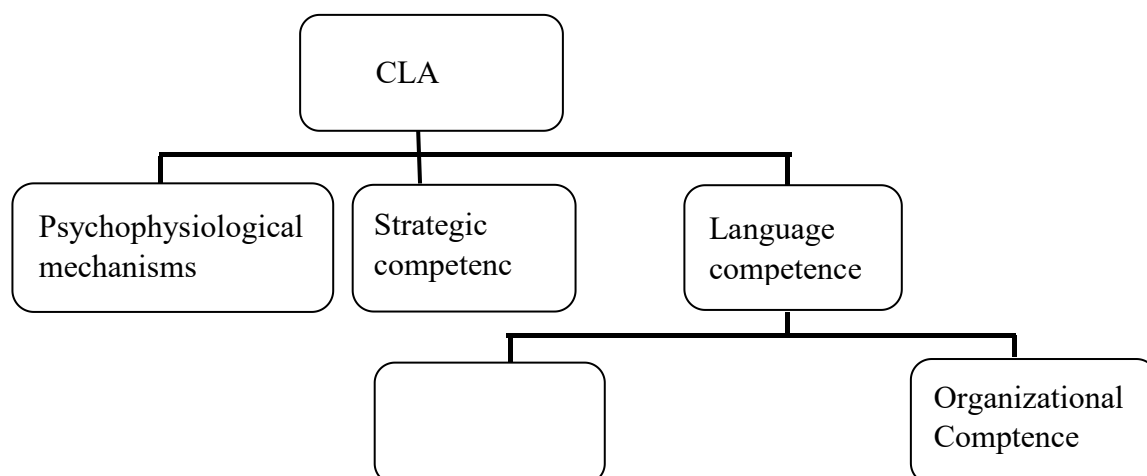 CLA
Psychophysiological
mechanisms
Strategic
competenc
Language
competence
Organizational
Comptence